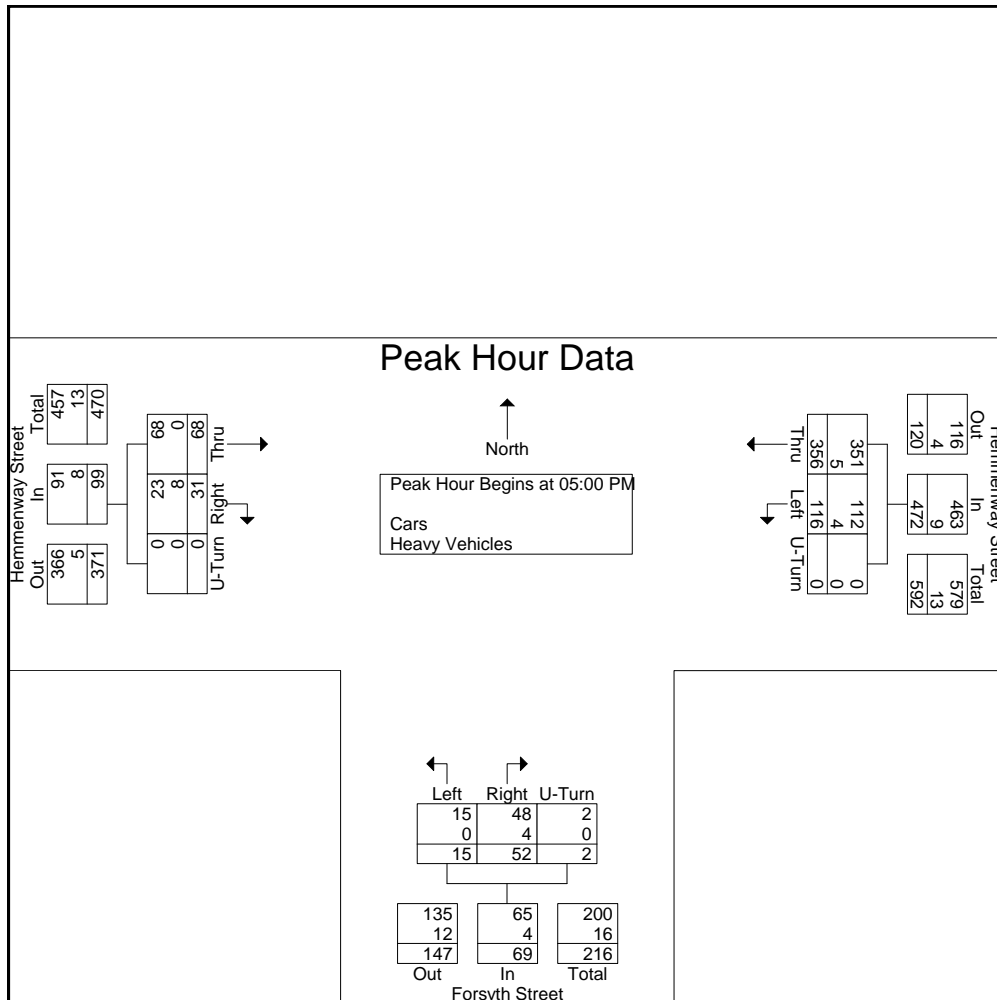 Peak Hour Data
North
Peak Hour Begins at 05:00 PM
Cars
Heavy Vehicles
Hemmenway Street
Total
457
13
470
In
91
8
99
Out
366
5
371
Thru
68
0
68
Right
23
8
31
U-Turn
0
0
0
Thru
351
5
356
Left
112
4
116
U-Turn
0
0
0
Out
116
4
120
In
463
9
472
Total
579
13
592
Hemmenway Street
Left Right U-Turn
15 48 2
0 4 0
15 52 2
135 65 200
12 4 16
147 69 216
Out In Total
Forsyth Street